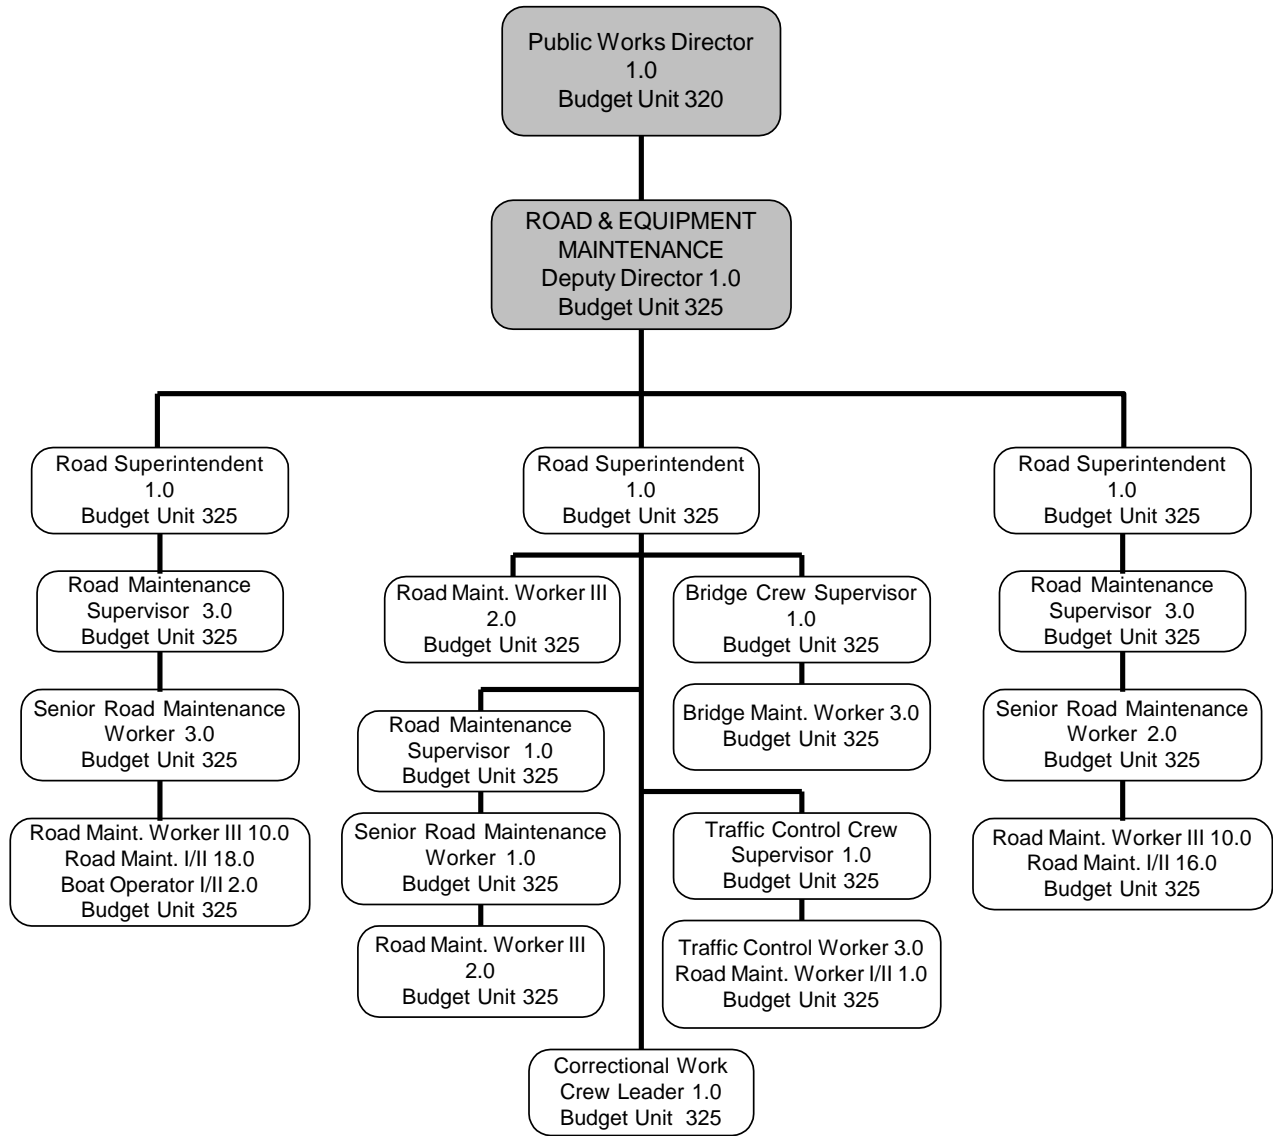 Public Works Director
1.0
Budget Unit 320
ROAD & EQUIPMENT
MAINTENANCE
Deputy Director 1.0
Budget Unit 325
Road Superintendent
1.0
Budget Unit 325
Road Maintenance
Supervisor 3.0
Budget Unit 325
Senior Road Maintenance
Worker 3.0
Budget Unit 325
Road Maint. Worker III 10.0
Road Maint. I/II 18.0
Boat Operator I/II 2.0
Budget Unit 325
Road Superintendent
1.0
Budget Unit 325
Road Maint. Worker III
2.0
Budget Unit 325
Bridge Crew Supervisor
1.0
Budget Unit 325
Bridge Maint. Worker 3.0
Budget Unit 325
Road Maintenance
Supervisor 1.0
Budget Unit 325
Senior Road Maintenance
Worker 1.0
Budget Unit 325
Road Maint. Worker III
2.0
Budget Unit 325
Traffic Control Crew
Supervisor 1.0
Budget Unit 325
Traffic Control Worker 3.0
Road Maint. Worker I/II 1.0
Budget Unit 325
Correctional Work
Crew Leader 1.0
Budget Unit 325
Road Superintendent
1.0
Budget Unit 325
Road Maintenance
Supervisor 3.0
Budget Unit 325
Senior Road Maintenance
Worker 2.0
Budget Unit 325
Road Maint. Worker III 10.0
Road Maint. I/II 16.0
Budget Unit 325